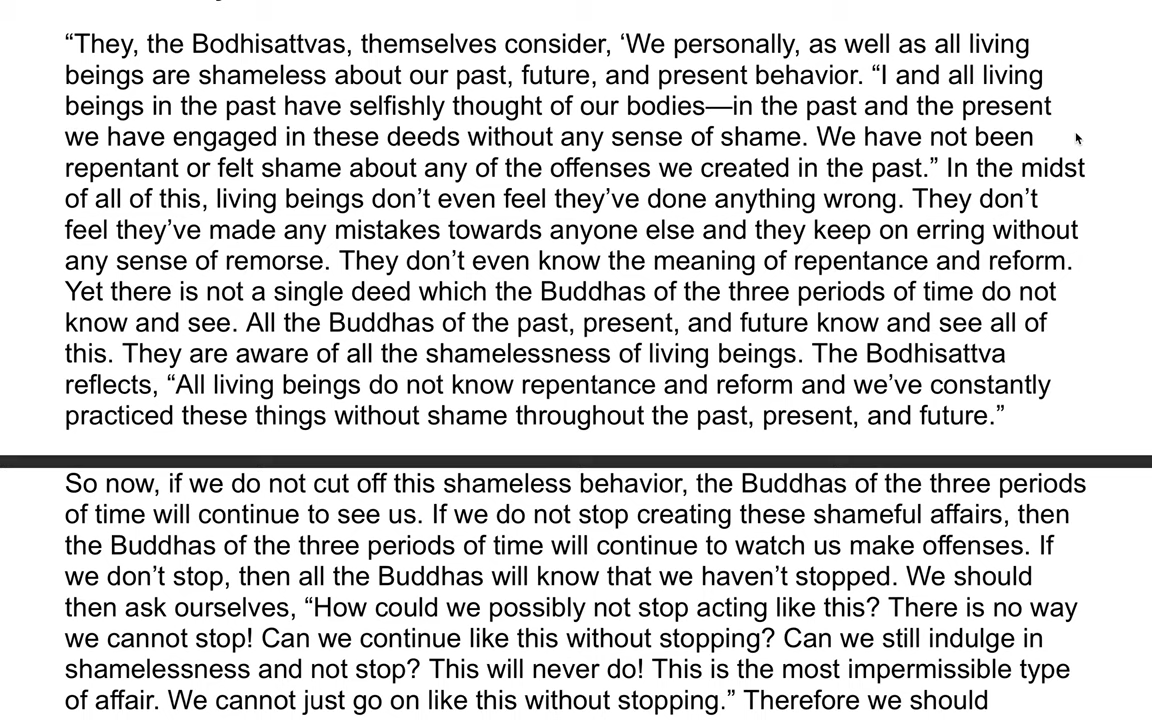 “They, the Bodhisattvas, themselves consider, ‘We personally, as well as all living
beings are shameless about our past, future, and present behavior. “I and all living
beings in the past have selfishly thought of our bodies—in the past and the present
we have engaged in these deeds without any sense of shame. We have not been
repentant or felt shame about any of the offenses we created in the past.” In the midst
of all of this, living beings don’t even feel they’ve done anything wrong. They don’t
feel they’ve made any mistakes towards anyone else and they keep on erring without
any sense of remorse. They don’t even know the meaning of repentance and reform.
Yet there is not a single deed which the Buddhas of the three periods of time do not
know and see. All the Buddhas of the past, present, and future know and see all of
this. They are aware of all the shamelessness of living beings. The Bodhisattva
reflects, “All living beings do not know repentance and reform and we’ve constantly
practiced these things without shame throughout the past, present, and future.”
So now, if we do not cut off this shameless behavior, the Buddhas of the three periods
of time will continue to see us. If we do not stop creating these shameful affairs, then
the Buddhas of the three periods of time will continue to watch us make offenses. If
we don’t stop, then all the Buddhas will know that we haven’t stopped. We should
then ask ourselves, “How could we possibly not stop acting like this? There is no way
we cannot stop! Can we continue like this without stopping? Can we still indulge in
shamelessness and not stop? This will never do! This is the most impermissible type
of affair. We cannot just go on like this without stopping.” Therefore we should